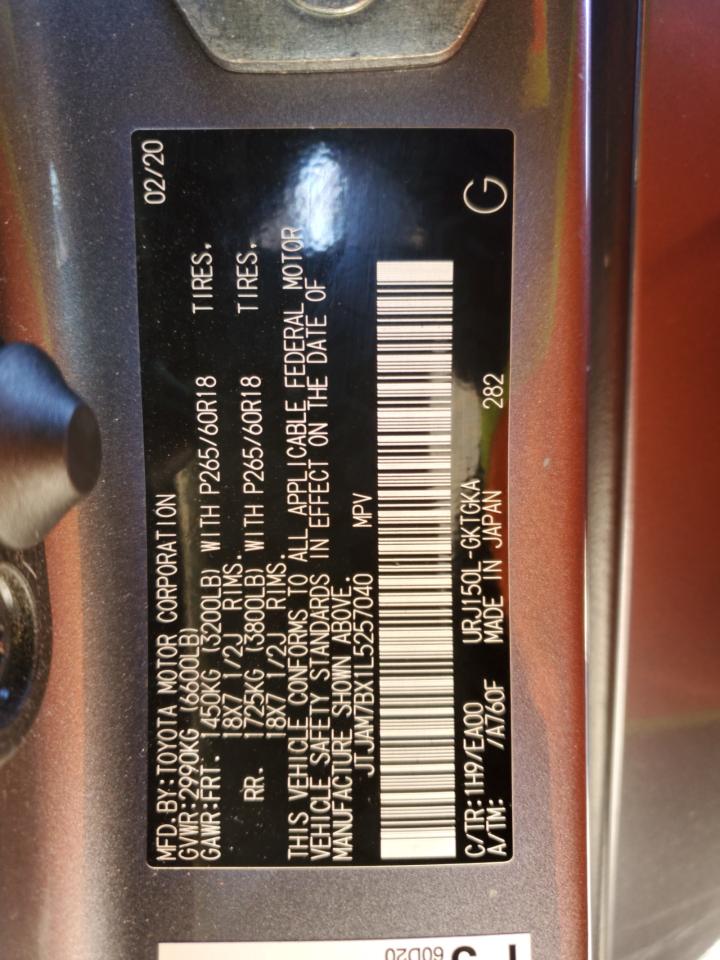 MFD.BY:TOYOTA MOTOR CORPORATION 02/20
GVWR:2990KG (6600LB)
GAWR:FRT. 1450KG (3200LB) WITH P265/60R18 TIRES,
18X7 1/2J RIMS.
RR. 1725KG (3800LB) WITH P265/60R18 TIRES,
18X7 1/2J RIMS.
THIS VEHICLE CONFORMS TO ALL APPLICABLE FEDERAL MOTOR
VEHICLE SAFETY STANDARDS IN EFFECT ON THE DATE OF
MANUFACTURE SHOWN ABOVE.
JTJAM7BX1L5257040 MPV
C/TR:1H9/EA00 URJ150L-GKTGKA G
A/TM: /A760F MADE IN JAPAN 282
60D20